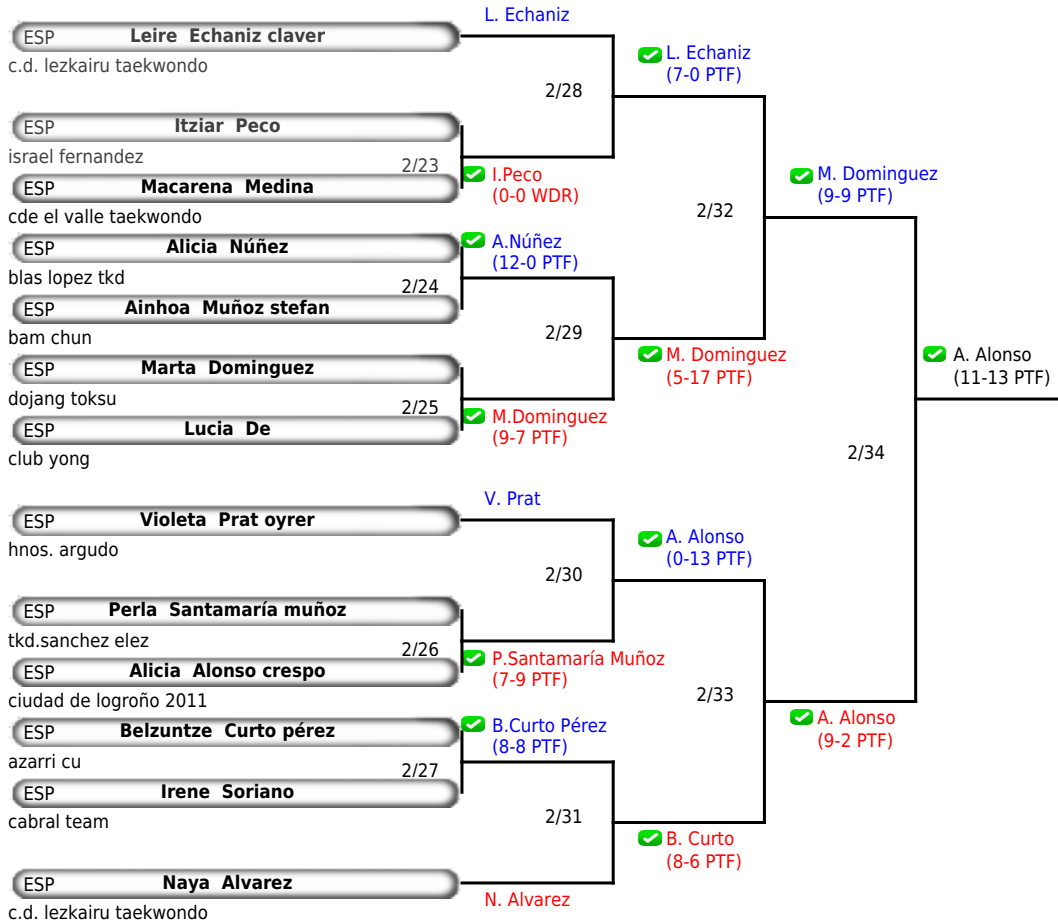 L. Echaniz
ESP Leire Echaniz claver
c.d. lezkairu taekwondo
L. Echaniz
(7-0 PTF)
2/28
ESP Itziar Peco
israel fernandez
2/23
I.Peco
(0-0 WDR)
ESP Macarena Medina
cde el valle taekwondo
M. Dominguez
(9-9 PTF)
2/32
ESP Alicia Núñez
blas lopez tkd
A.Núñez
(12-0 PTF)
2/24
ESP Ainhoa Muñoz stefan
bam chun
2/29
M. Dominguez
(5-17 PTF)
A. Alonso
(11-13 PTF)
ESP Marta Dominguez
dojang toksu
2/25
M.Dominguez
(9-7 PTF)
ESP Lucia De
club yong
2/34
V. Prat
ESP Violeta Prat oyrer
hnos. argudo
A. Alonso
(0-13 PTF)
2/30
ESP Perla Santamaría muñoz
tkd.sanchez elez
2/26
P.Santamaría Muñoz
(7-9 PTF)
ESP Alicia Alonso crespo
ciudad de logroño 2011
2/33
A. Alonso
(9-2 PTF)
ESP Belzuntze Curto pérez
azarri cu
B.Curto Pérez
(8-8 PTF)
2/27
ESP Irene Soriano
cabral team
2/31
B. Curto
(8-6 PTF)
ESP Naya Alvarez
N. Alvarez
c.d. lezkairu taekwondo